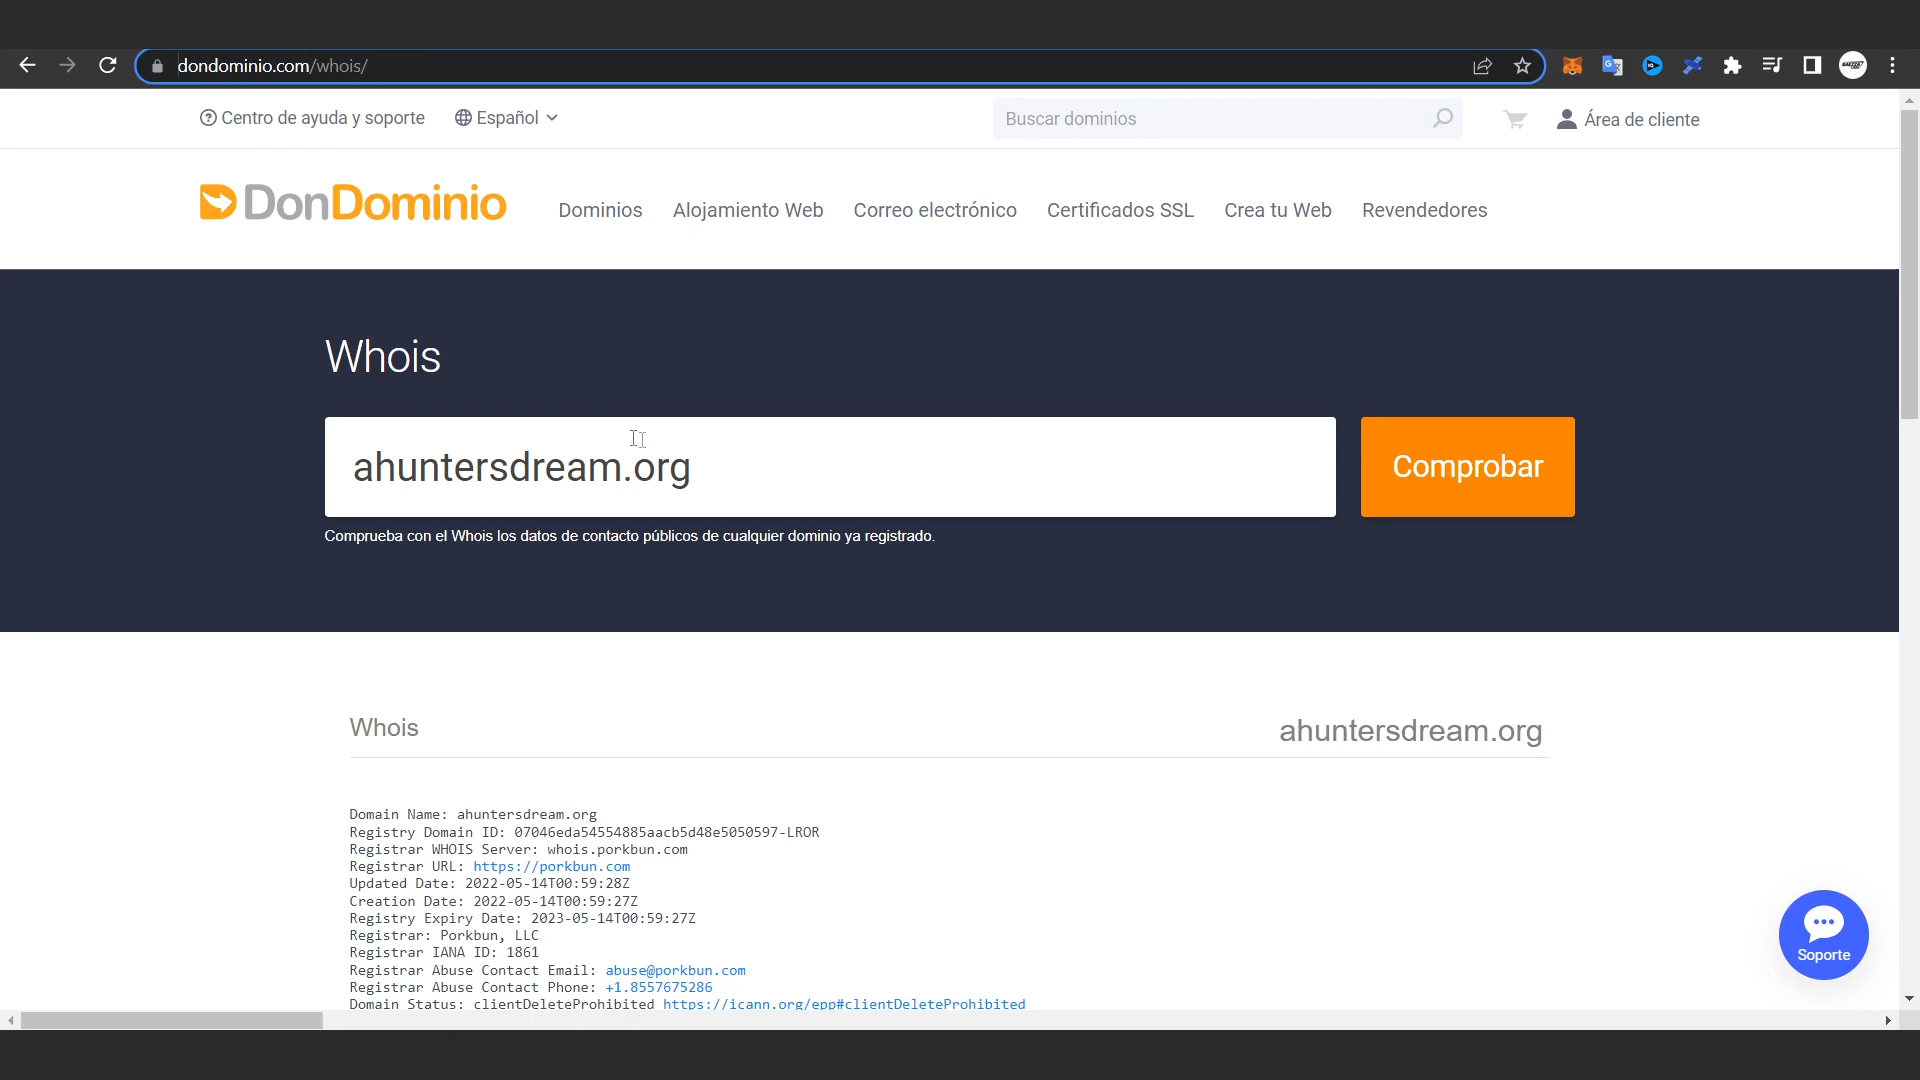 dondominio.com/whois/
Centro de ayuda y soporte
Español
Buscar dominios
Área de cliente
DonDominio
Dominios
Alojamiento Web
Correo electrónico
Certificados SSL
Crea tu Web
Revendedores
Whois
ahuntersdream.org
Comprobar
Comprueba con el Whois los datos de contacto públicos de cualquier dominio ya registrado.
Whois
ahuntersdream.org
Domain Name: ahuntersdream.org
Registry Domain ID: 07046eda54554885aacb5d48e5050597-LROR
Registrar WHOIS Server: whois.porkbun.com
Registrar URL: https://porkbun.com
Updated Date: 2022-05-14T00:59:28Z
Creation Date: 2022-05-14T00:59:27Z
Registry Expiry Date: 2023-05-14T00:59:27Z
Registrar: Porkbun, LLC
Registrar IANA ID: 1861
Registrar Abuse Contact Email: abuse@porkbun.com
Registrar Abuse Contact Phone: +1.8557675286
Domain Status: clientDeleteProhibited https://icann.org/epp#clientDeleteProhibited
Soporte